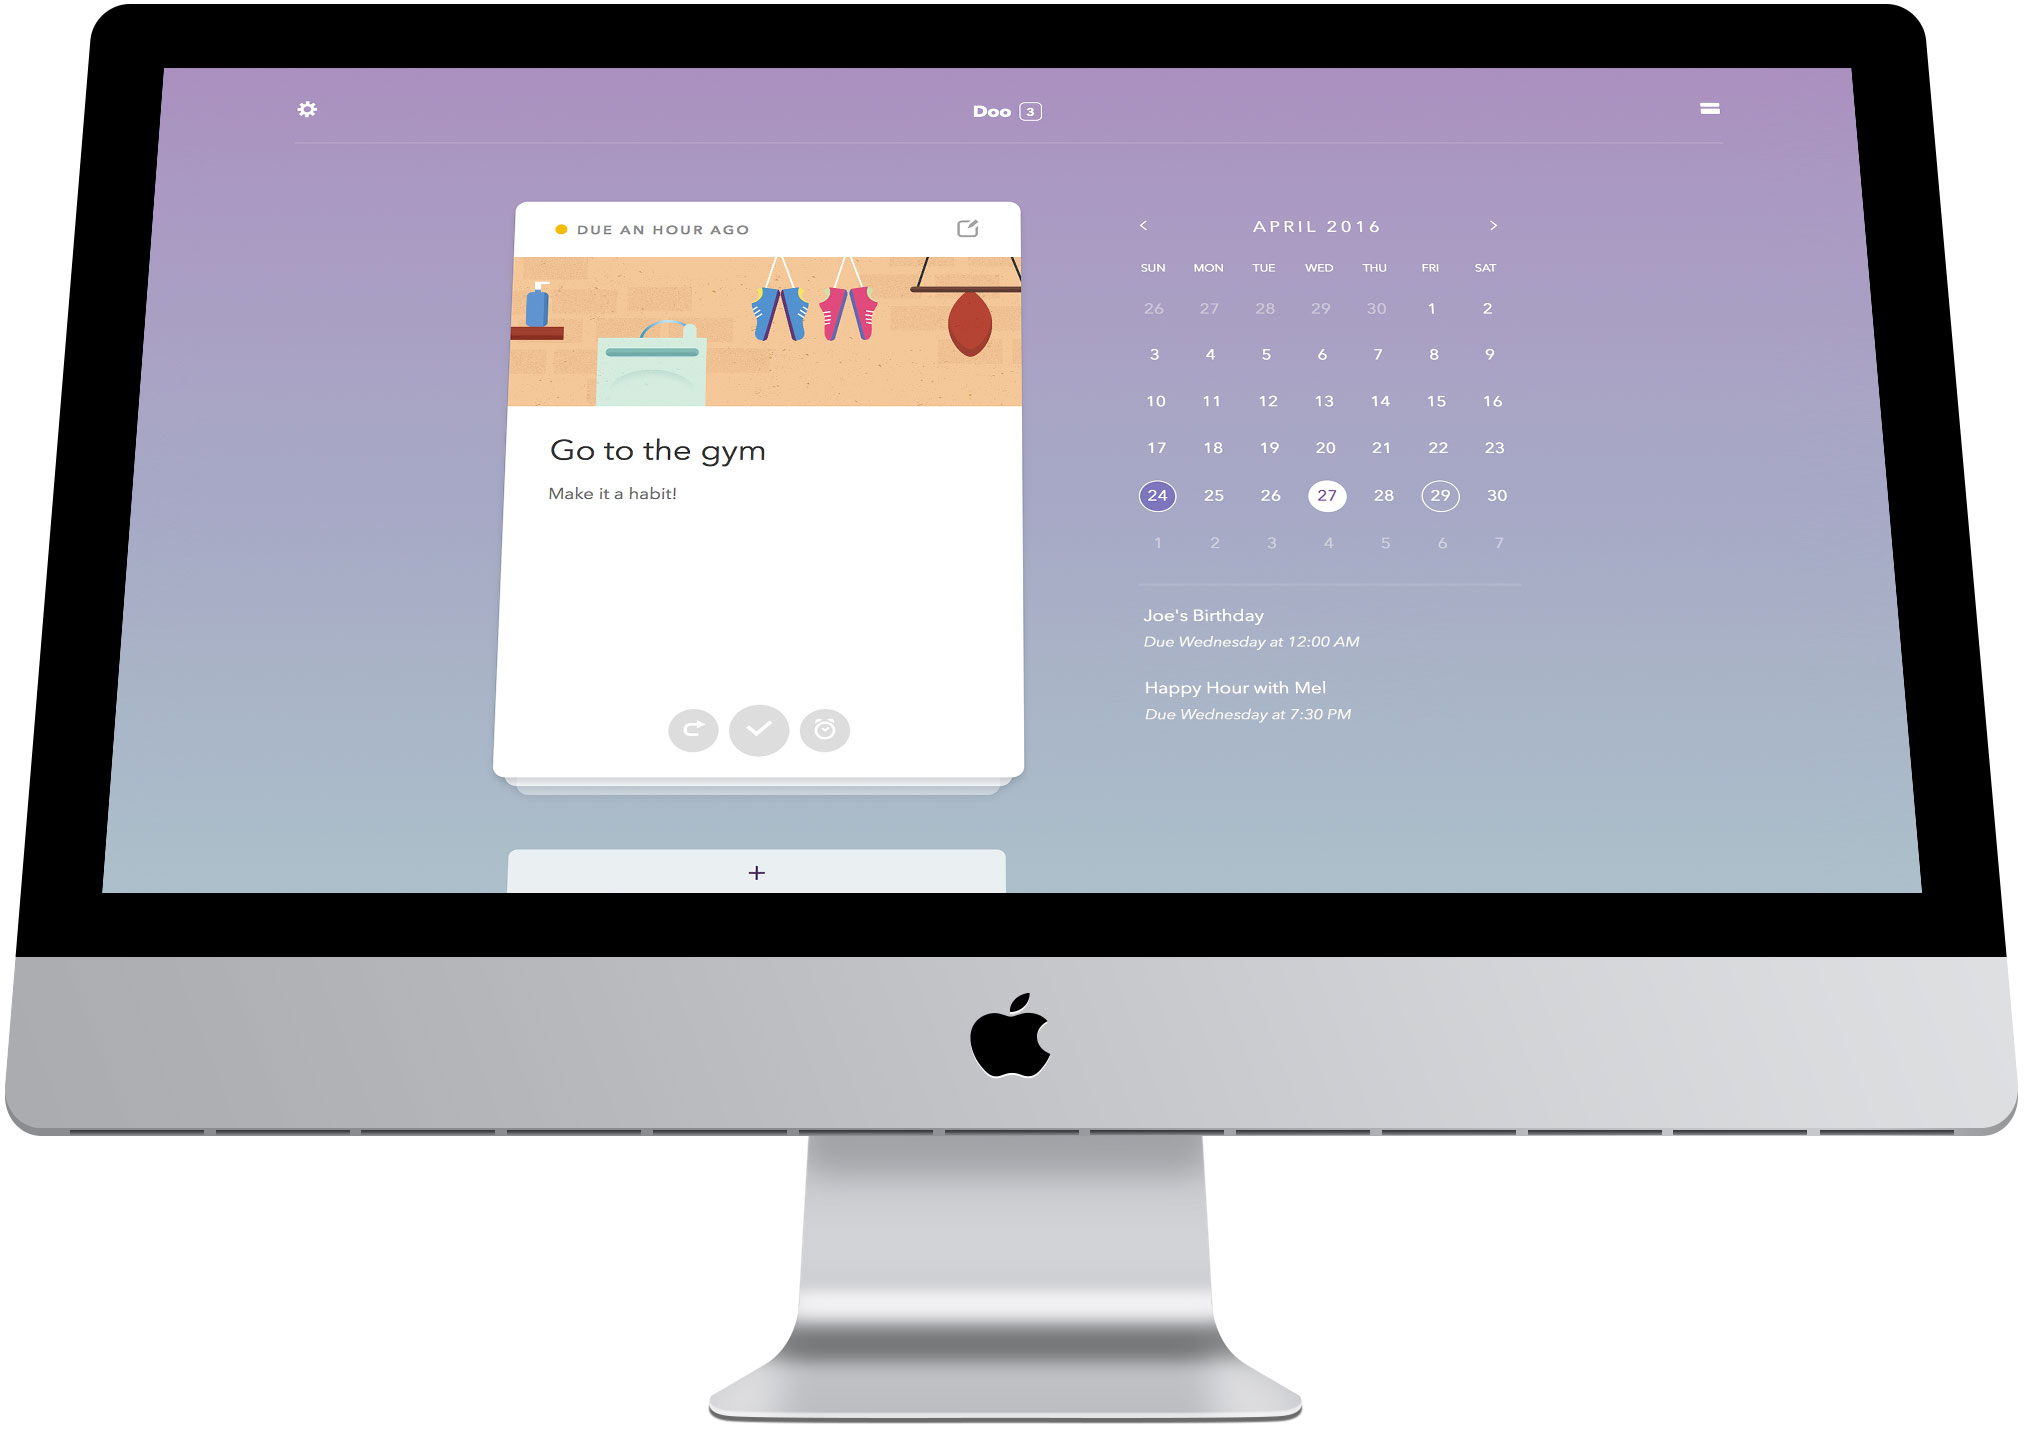 Doo 3
DUE AN HOUR AGO
Go to the gym
Make it a habit!
< APRIL 2016 >
SUN MON TUE WED THU FRI SAT
26 27 28 29 30 1 2
3 4 5 6 7 8 9
10 11 12 13 14 15 16
17 18 19 20 21 22 23
24 25 26 27 28 29 30
1 2 3 4 5 6 7
Joe's Birthday
Due Wednesday at 12:00 AM
Happy Hour with Mel
Due Wednesday at 7:30 PM
+